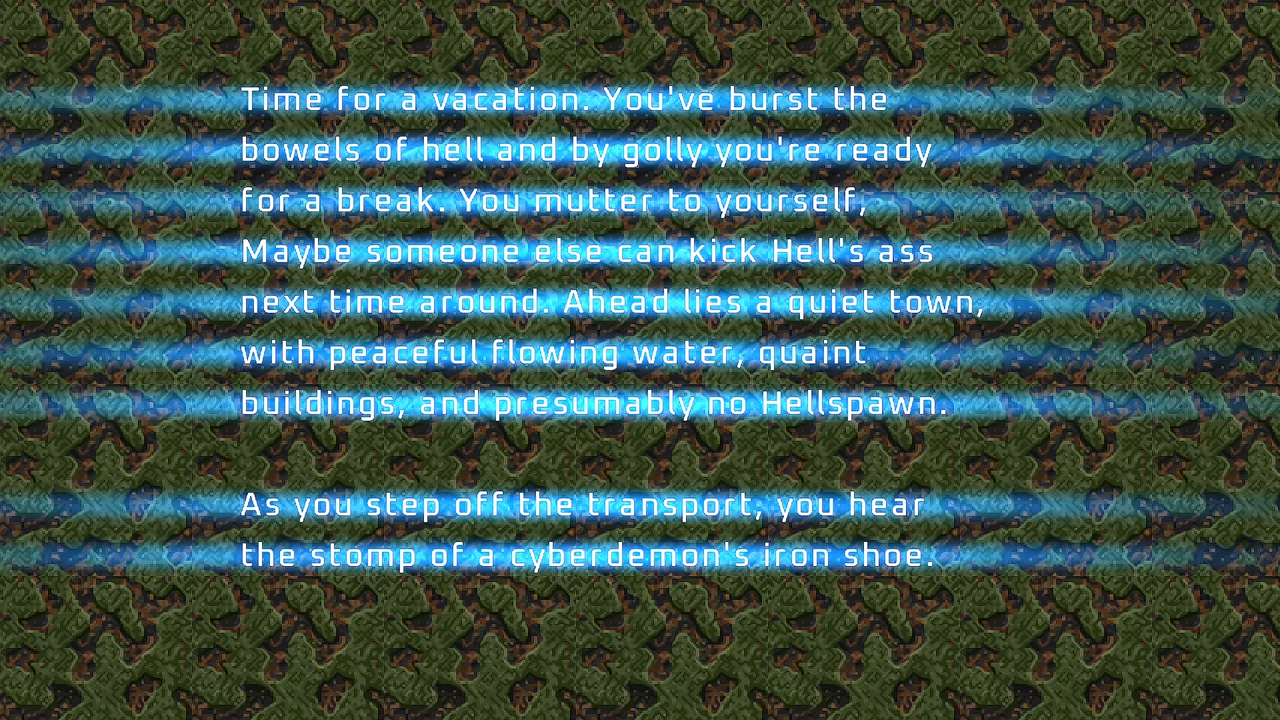 Time for a vacation. You've burst the
bowels of hell and by golly you're ready
for a break. You mutter to yourself,
Maybe someone else can kick Hell's ass
next time around. Ahead lies a quiet town,
with peaceful flowing water, quaint
buildings, and presumably no Hellspawn.
As you step off the transport, you hear
the stomp of a cyberdemon's iron shoe.